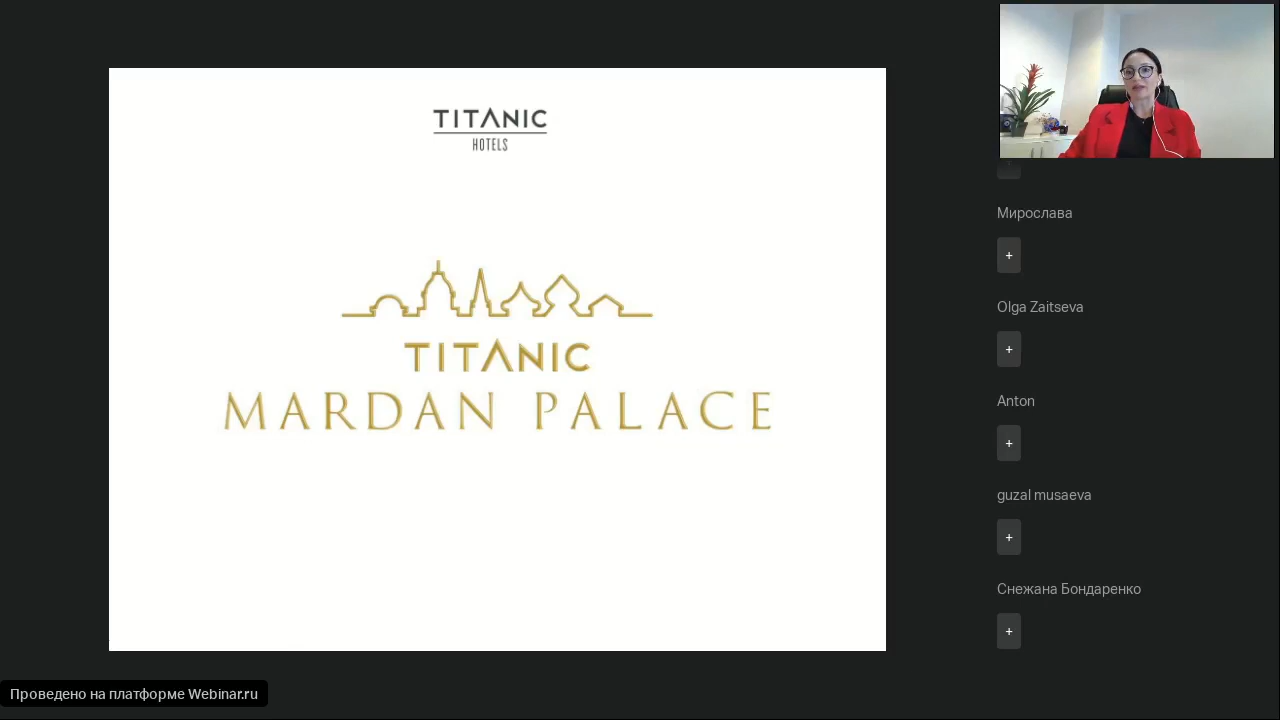 TITANIC
HOTELS
TITANIC
MARDAN PALACE
Мирослава
+
Olga Zaitseva
+
Anton
+
guzal musaeva
+
Снежана Бондаренко
+
Проведено на платформе Webinar.ru